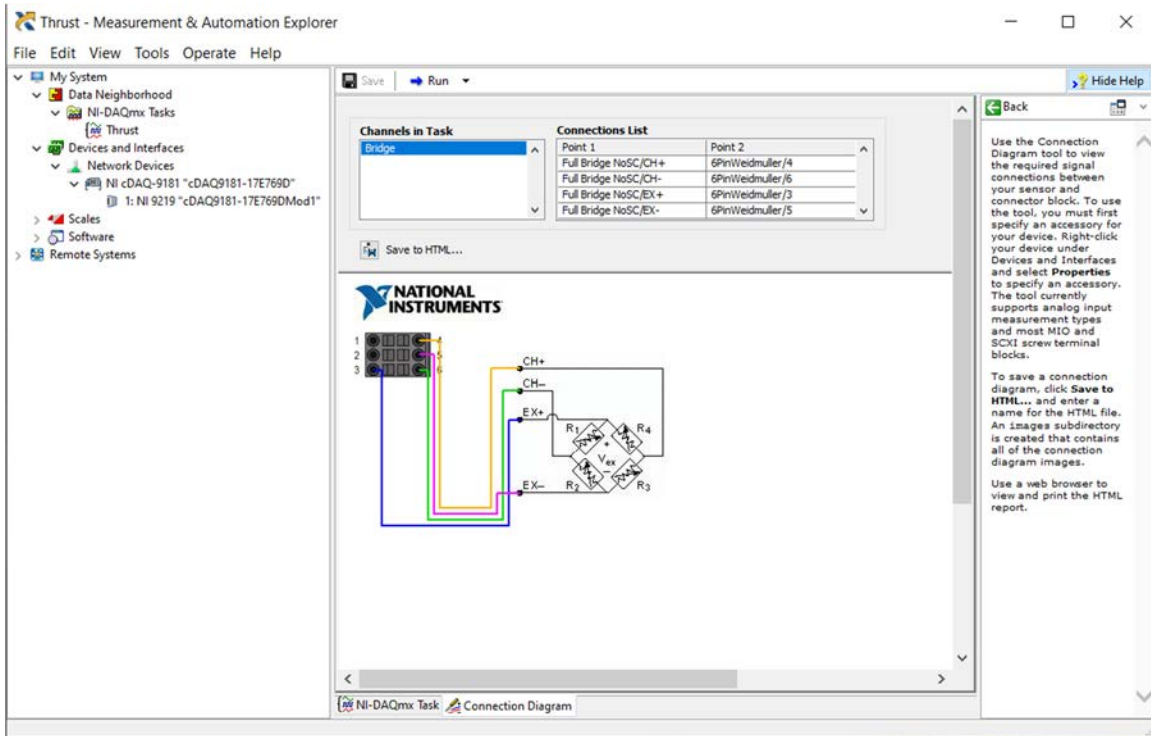 Thrust - Measurement & Automation Explorer
File Edit View Tools Operate Help
My System
Data Neighborhood
NI-DAQmx Tasks
Thrust
Devices and Interfaces
Network Devices
NI cDAQ-9181 "cDAQ9181-17E769D"
1: NI 9219 "cDAQ9181-17E769DMod1"
Scales
Software
Remote Systems
Save Run
Hide Help
Channels in Task
Bridge
Connections List
Point 1 Point 2
Full Bridge NoSC/CH+ 6PinWeidmuller/4
Full Bridge NoSC/CH- 6PinWeidmuller/6
Full Bridge NoSC/EX+ 6PinWeidmuller/3
Full Bridge NoSC/EX- 6PinWeidmuller/5
Save to HTML...
NATIONAL
INSTRUMENTS
1 4
2 5
3 6
CH+
CH–
EX+
R1 R4
+
Vex
–
EX– R2 R3
NI-DAQmx Task Connection Diagram
Back
Use the Connection
Diagram tool to view
the required signal
connections between
your sensor and
connector block. To use
the tool, you must first
specify an accessory for
your device. Right-click
your device under
Devices and Interfaces
and select Properties
to specify an accessory.
The tool currently
supports analog input
measurement types
and most MIO and
SCXI screw terminal
blocks.
To save a connection
diagram, click Save to
HTML... and enter a
name for the HTML file.
An images subdirectory
is created that contains
all of the connection
diagram images.
Use a web browser to
view and print the HTML
report.